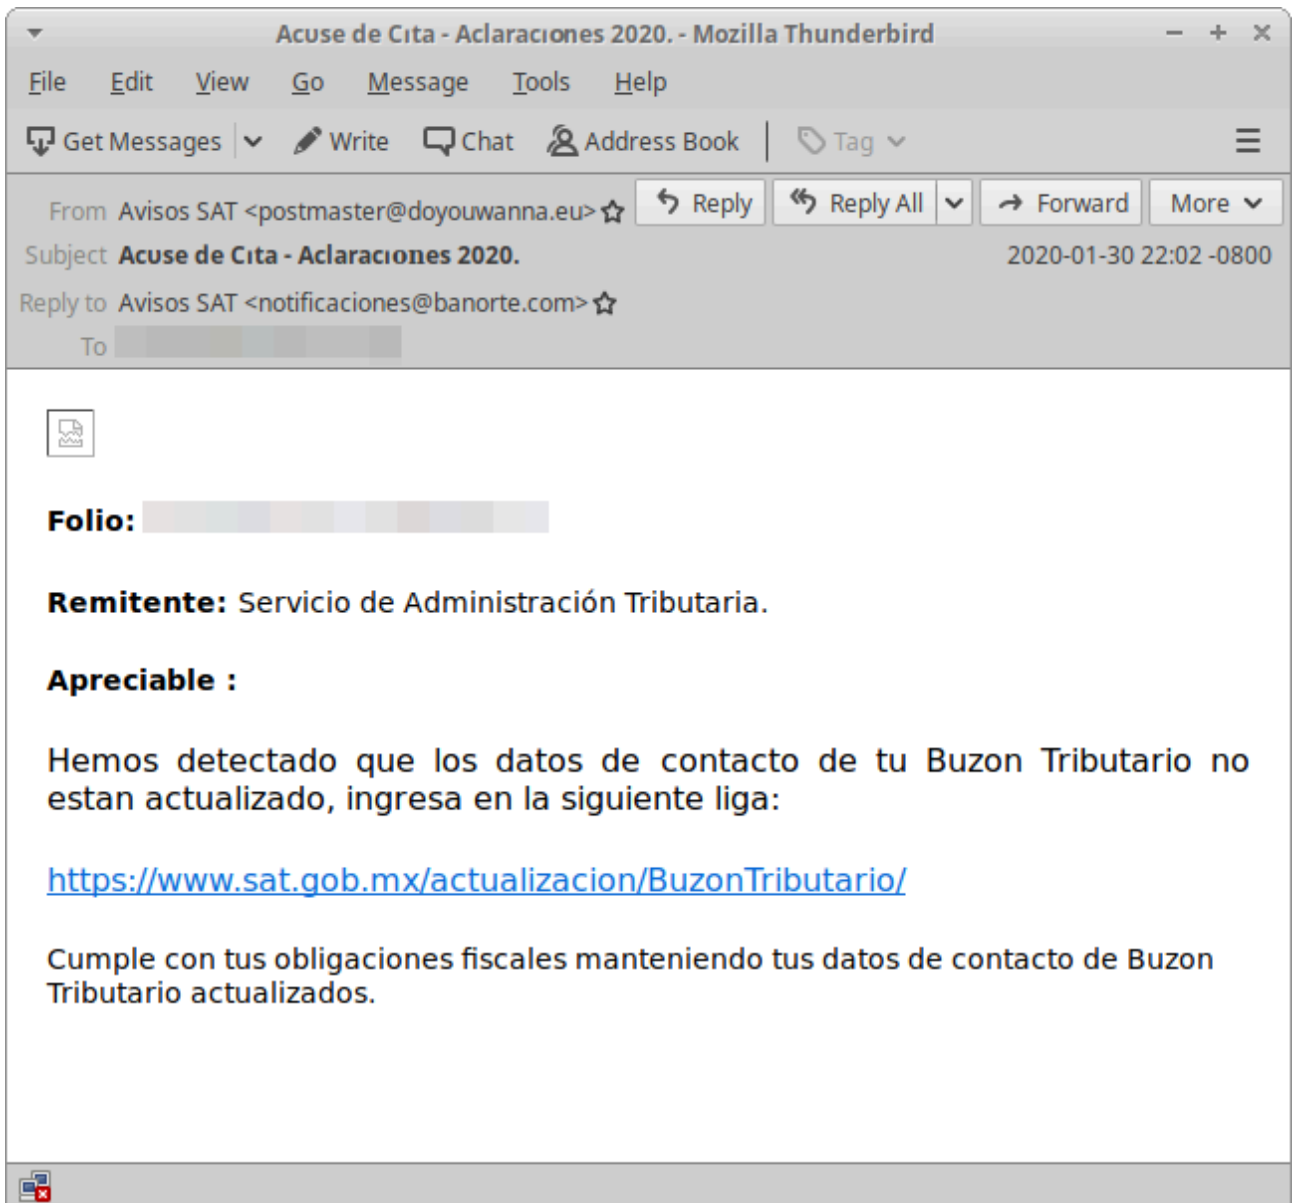 Acuse de Cıta - Aclaracıones 2020. - Mozilla Thunderbird
File Edit View Go Message Tools Help
Get Messages Write Chat Address Book Tag
From Avisos SAT <postmaster@doyouwanna.eu> Reply Reply All Forward More
Subject Acuse de Cıta - Aclaracıones 2020. 2020-01-30 22:02 -0800
Reply to Avisos SAT <notificaciones@banorte.com>
To
Folio:
Remitente: Servicio de Administración Tributaria.
Apreciable :
Hemos detectado que los datos de contacto de tu Buzon Tributario no
estan actualizado, ingresa en la siguiente liga:
https://www.sat.gob.mx/actualizacion/BuzonTributario/
Cumple con tus obligaciones fiscales manteniendo tus datos de contacto de Buzon
Tributario actualizados.